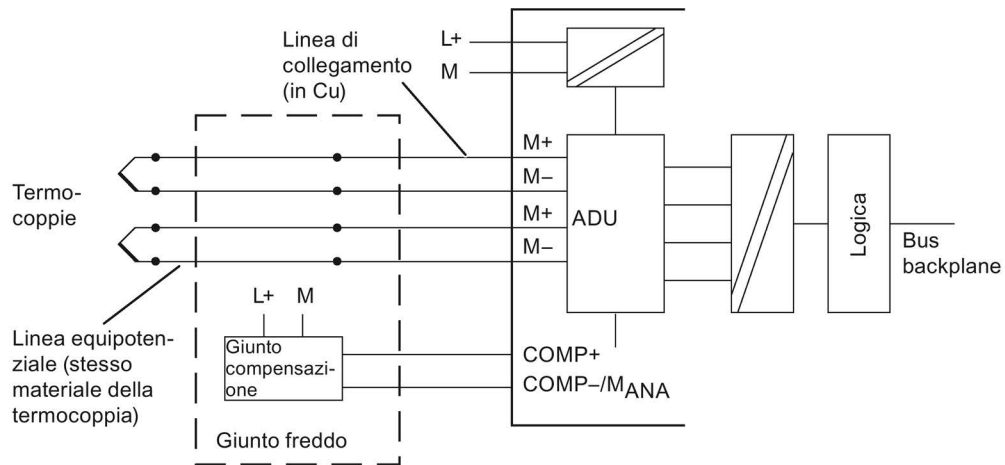 Linea di
collegamento
(in Cu)
L+
M
Termo-
coppie
M+
M–
M+
M–
ADU
Logica
Bus
backplane
Linea equipoten-
ziale (stesso
materiale della
termocoppia)
L+ M
Giunto
compensazi-
one
Giunto freddo
COMP+
COMP–/MANA